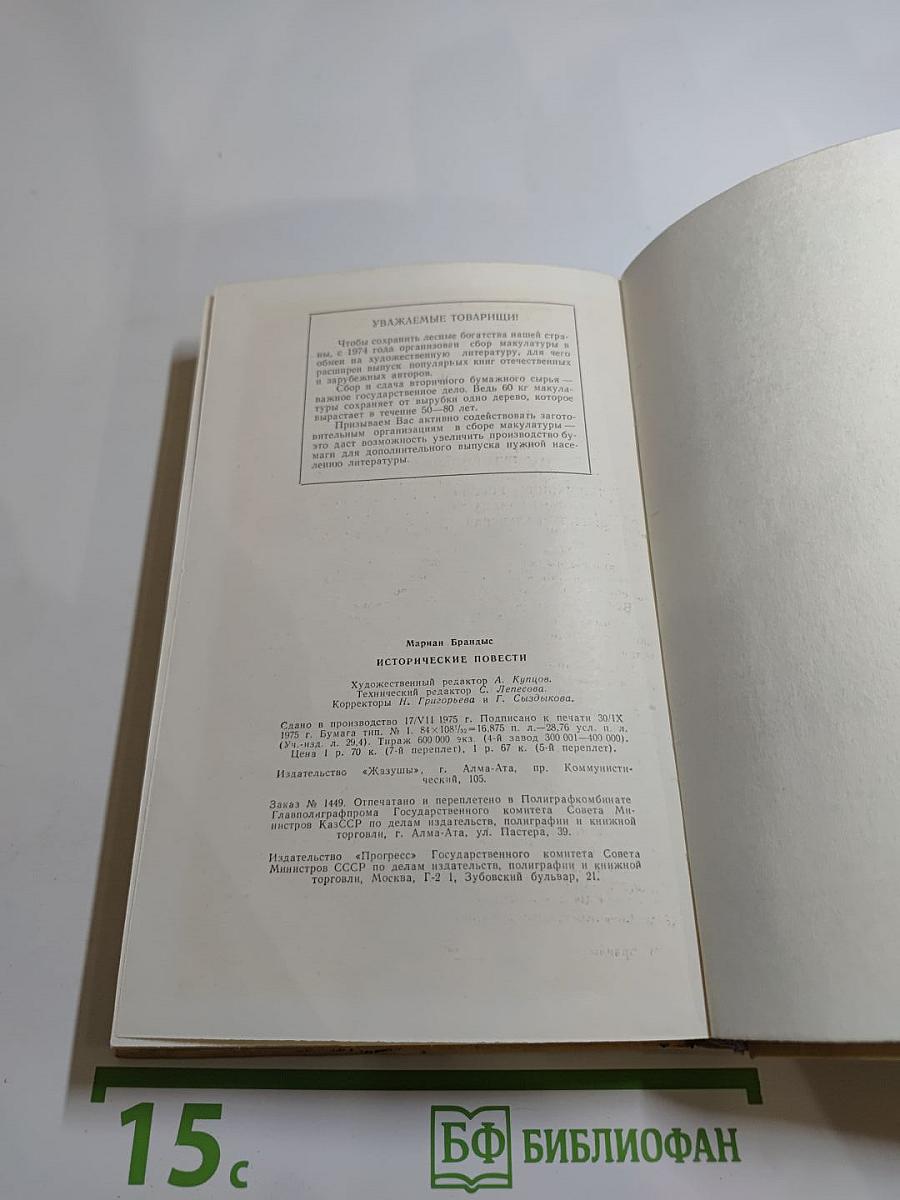 УВАЖАЕМЫЕ ТОВАРИЩИ!
Чтобы сохранить лесные богатства нашей стра-
ны, с 1974 года организован сбор макулатуры в
обмен на художественную литературу, для чего
расширен выпуск популярных книг отечественных
и зарубежных авторов.
Сбор и сдача вторичного бумажного сырья —
важное государственное дело. Ведь 60 кг макула-
туры сохраняет от вырубки одно дерево, которое
вырастает в течение 50—80 лет.
Призываем Вас активно содействовать загото-
вительным организациям в сборе макулатуры —
это даст возможность увеличить производство бу-
маги для дополнительного выпуска нужной насе-
лению литературы.
Мариан Брандыс
ИСТОРИЧЕСКИЕ ПОВЕСТИ
Художественный редактор А. Купцов.
Технический редактор С. Лепесова.
Корректоры Н. Григорьева и Г. Сыздыкова.
Сдано в производство 17/VII 1975 г. Подписано к печати 30/IX
1975 г. Бумага тип. № 1. 84×108¹/₃₂=16,875 п. л.—28,76 усл. п. л.
(Уч.-изд. л. 29,4). Тираж 600 000 экз. (4-й завод 300 001—400 000).
Цена 1 р. 70 к. (7-й переплет), 1 р. 67 к. (5-й переплет).
Издательство «Жазушы», г. Алма-Ата, пр. Коммунисти-
ческий, 105.
Заказ № 1449. Отпечатано и переплетено в Полиграфкомбинате
Главполиграфпрома Государственного комитета Совета Ми-
нистров КазССР по делам издательств, полиграфии и книжной
торговли, г. Алма-Ата, ул. Пастера, 39.
Издательство «Прогресс» Государственного комитета Совета
Министров СССР по делам издательств, полиграфии и книжной
торговли, Москва, Г-2 1, Зубовский бульвар, 21.
15 с
БФ БИБЛИОФАН